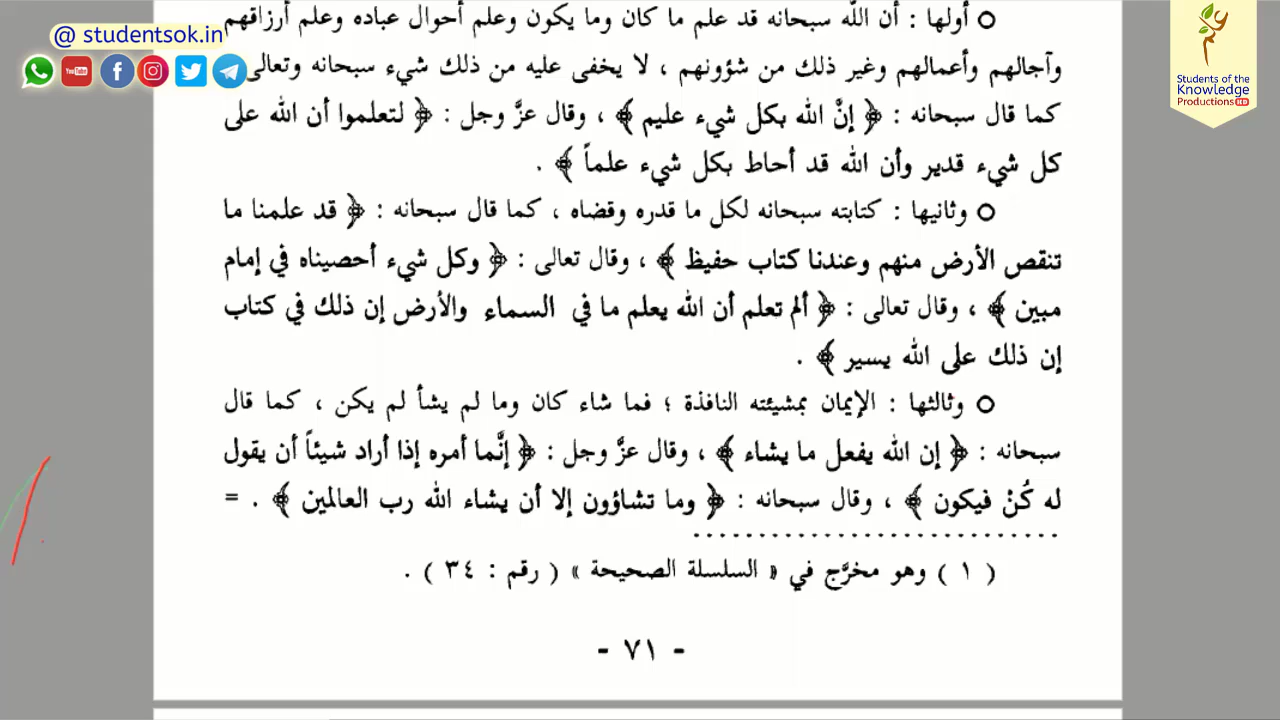 @ studentsok.in
Students of the
Knowledge
Productions HD
○ أولها : أن الله سبحانه قد علم ما كان وما يكون وعلم أحوال عباده وعلم أرزاقهم
وآجالهم وأعمالهم وغير ذلك من شؤونهم ، لا يخفى عليه من ذلك شيء سبحانه وتعالى
كما قال سبحانه : ﴿ إنَّ الله بكل شيء عليم ﴾ ، وقال عزَّ وجل : ﴿ لتعلموا أن الله على
كل شيء قدير وأن الله قد أحاط بكل شيء علماً ﴾ .
○ وثانيها : كتابته سبحانه لكل ما قدره وقضاه ، كما قال سبحانه : ﴿ قد علمنا ما
تنقص الأرض منهم وعندنا كتاب حفيظ ﴾ ، وقال تعالى : ﴿ وكل شيء أحصيناه في إمام
مبين ﴾ ، وقال تعالى : ﴿ ألم تعلم أن الله يعلم ما في السماء والأرض إن ذلك في كتاب
إن ذلك على الله يسير ﴾ .
○ وثالثها : الإيمان بمشيئته النافذة ؛ فما شاء كان وما لم يشأ لم يكن ، كما قال
سبحانه : ﴿ إن الله يفعل ما يشاء ﴾ ، وقال عزَّ وجل : ﴿ إنَّما أمره إذا أراد شيئاً أن يقول
له كُنْ فيكون ﴾ ، وقال سبحانه : ﴿ وما تشاؤون إلا أن يشاء الله رب العالمين ﴾ . =
( ١ ) وهو مخرَّج في « السلسلة الصحيحة » ( رقم : ٣٤ ) .
- ٧١ -